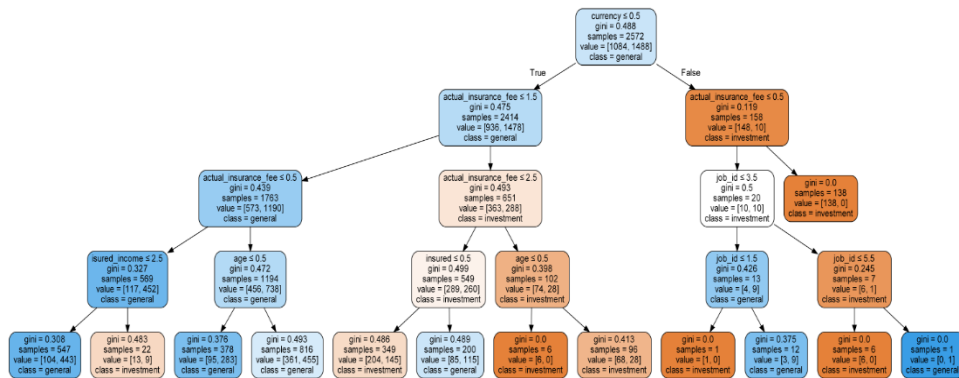 currency ≤ 0.5
gini = 0.488
samples = 2572
value = [1084, 1488]
class = general
True
False
actual_insurance_fee ≤ 1.5
gini = 0.475
samples = 2414
value = [936, 1478]
class = general
actual_insurance_fee ≤ 0.5
gini = 0.119
samples = 158
value = [148, 10]
class = investment
actual_insurance_fee ≤ 0.5
gini = 0.439
samples = 1763
value = [573, 1190]
class = general
actual_insurance_fee ≤ 2.5
gini = 0.493
samples = 651
value = [363, 288]
class = investment
job_id ≤ 3.5
gini = 0.5
samples = 20
value = [10, 10]
class = investment
gini = 0.0
samples = 138
value = [138, 0]
class = investment
isured_income ≤ 2.5
gini = 0.327
samples = 569
value = [117, 452]
class = general
age ≤ 0.5
gini = 0.472
samples = 1194
value = [456, 738]
class = general
insured ≤ 0.5
gini = 0.499
samples = 549
value = [289, 260]
class = investment
age ≤ 0.5
gini = 0.398
samples = 102
value = [74, 28]
class = investment
job_id ≤ 1.5
gini = 0.426
samples = 13
value = [4, 9]
class = general
job_id ≤ 5.5
gini = 0.245
samples = 7
value = [6, 1]
class = investment
gini = 0.308
samples = 547
value = [104, 443]
class = general
gini = 0.483
samples = 22
value = [13, 9]
class = investment
gini = 0.376
samples = 378
value = [95, 283]
class = general
gini = 0.493
samples = 816
value = [361, 455]
class = general
gini = 0.486
samples = 349
value = [204, 145]
class = investment
gini = 0.489
samples = 200
value = [85, 115]
class = general
gini = 0.0
samples = 6
value = [6, 0]
class = investment
gini = 0.413
samples = 96
value = [68, 28]
class = investment
gini = 0.0
samples = 1
value = [1, 0]
class = investment
gini = 0.375
samples = 12
value = [3, 9]
class = general
gini = 0.0
samples = 6
value = [6, 0]
class = investment
gini = 0.0
samples = 1
value = [0, 1]
class = general